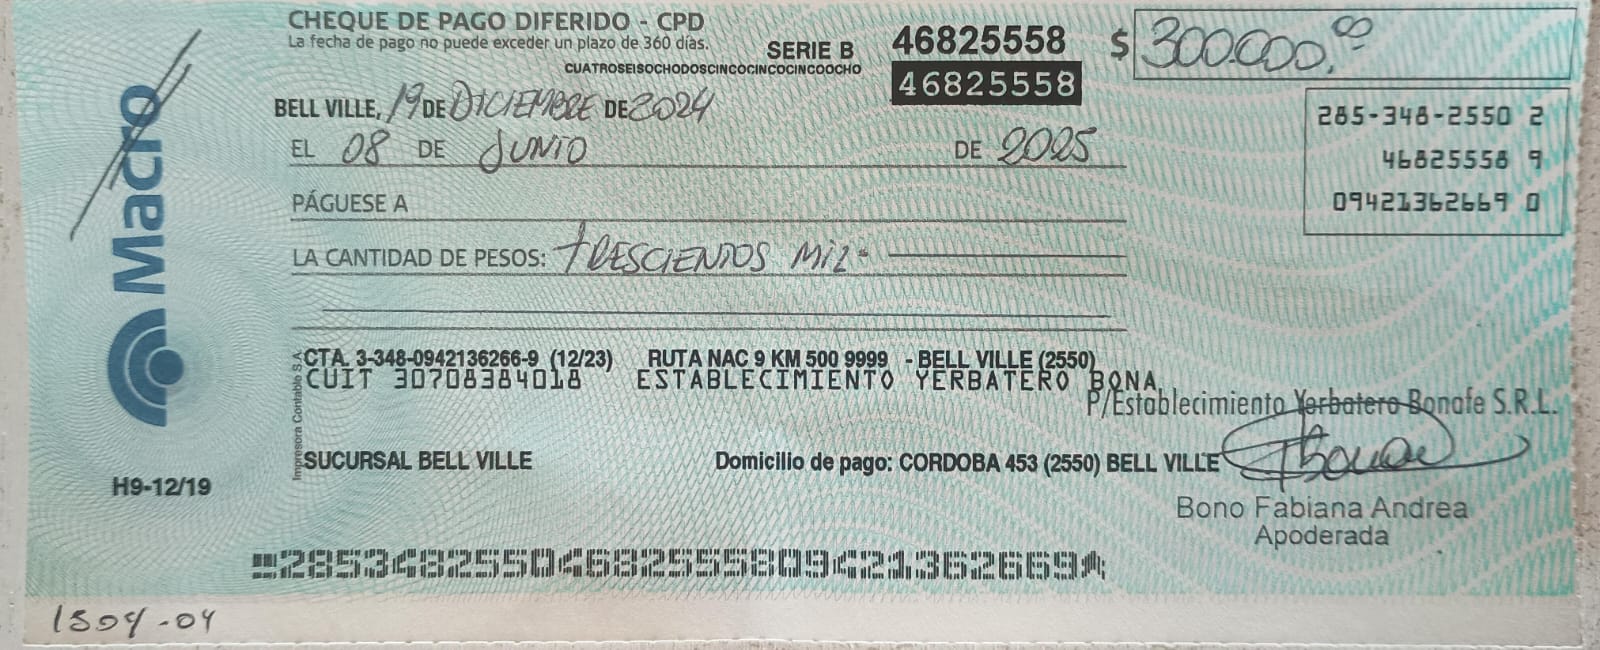 CHEQUE DE PAGO DIFERIDO - CPD
La fecha de pago no puede exceder un plazo de 360 días.
SERIE B 46825558
CUATROSEISOCHODOSCINCOCINCOCINCOOCHO
46825558
$ 300.000,00
BELL VILLE, 19 DE DICIEMBRE DE 2024
EL 08 DE JUNIO DE 2025
285-348-2550 2
46825558 9
09421362669 0
PÁGUESE A
LA CANTIDAD DE PESOS: TRESCIENTOS MIL-
Macro
CTA. 3-348-0942136266-9 (12/23) RUTA NAC 9 KM 500 9999 - BELL VILLE (2550)
CUIT 30708384018 ESTABLECIMIENTO YERBATERO BONA
P/Establecimiento Yerbatero Bonafe S.R.L.
Impresora Contable S.A.
SUCURSAL BELL VILLE Domicilio de pago: CORDOBA 453 (2550) BELL VILLE
H9-12/19
Bono Fabiana Andrea
Apoderada
28534825504682555809421362669
1504-04